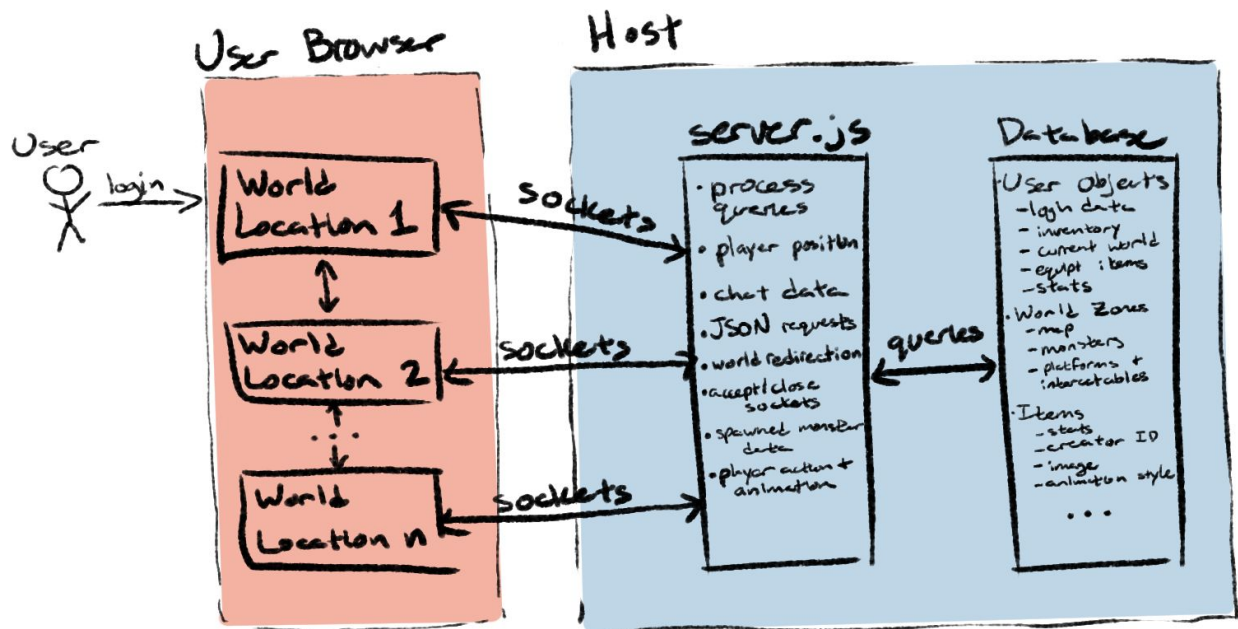 User Browser
Host
User
login
World
Location 1
World
Location 2
...
World
Location n
sockets
sockets
sockets
server.js
• process
queries
• player position
• chat data
• JSON requests
• world redirection
• accept/close
sockets
• spawned monster
data
• player action +
animation
queries
Database
• User Objects
- login data
- inventory
- current world
- equipt items
- stats
• World Zones
- map
- monsters
- platforms +
interactables
• Items
- stats
- creator ID
- image
- animation style
...